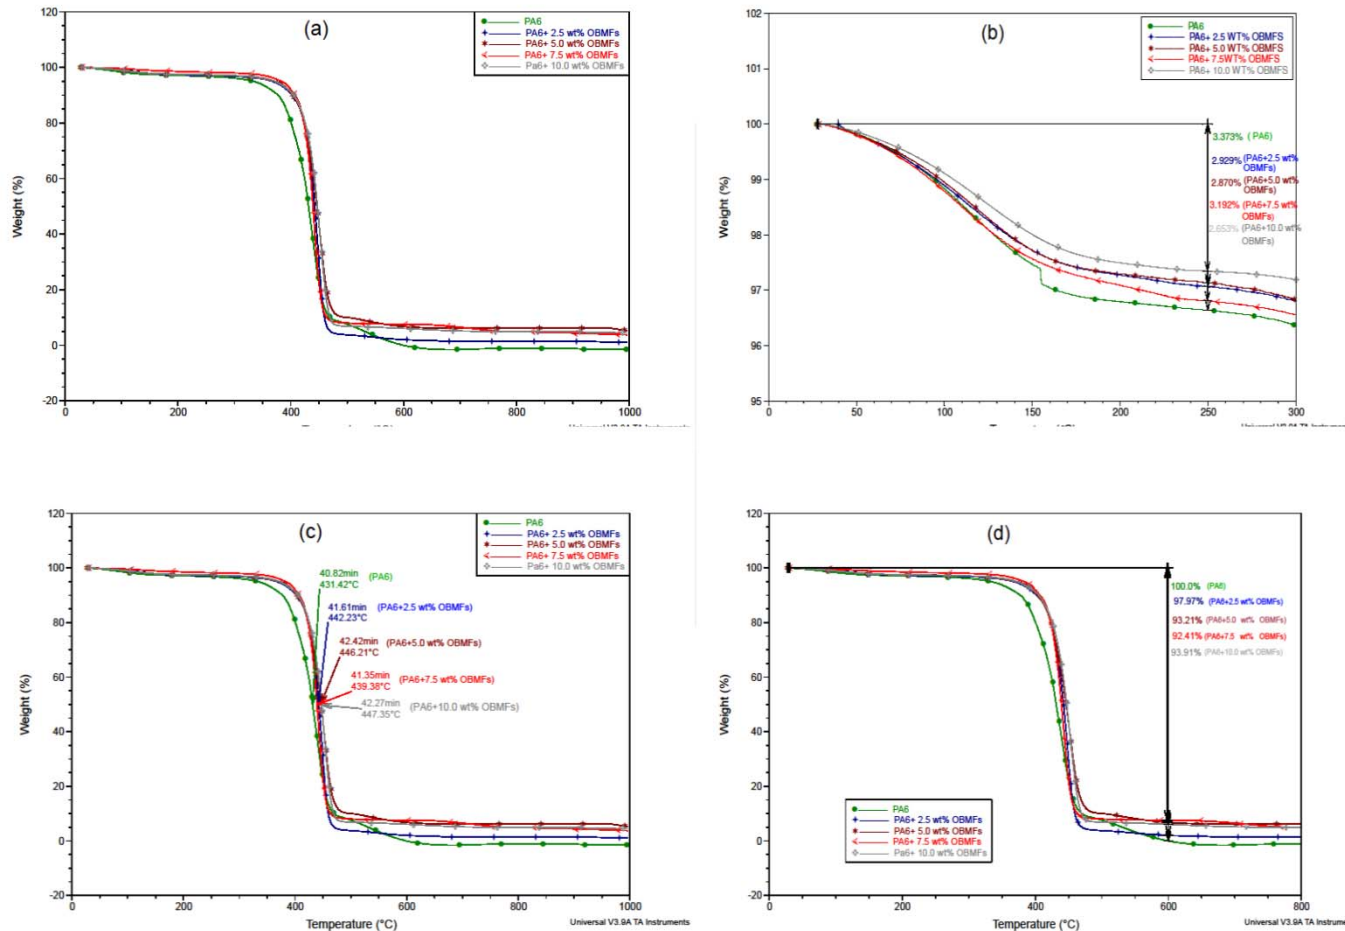 120
100
80
60
40
20
0
-20
Weight (%)
(a)
PA6
PA6+ 2.5 wt% OBMFs
PA6+ 5.0 wt% OBMFs
PA6+ 7.5 wt% OBMFs
Pa6+ 10.0 wt% OBMFs
0 200 400 600 800 1000
Universal V3.9A TA Instruments
102
101
100
99
98
97
96
95
Weight (%)
(b)
PA6
PA6+ 2.5 WT% OBMFS
PA6+ 5.0 WT% OBMFS
PA6+ 7.5WT% OBMFS
PA6+ 10.0 WT% OBMFS
3.373% ( PA6)
2.929% (PA6+2.5 wt%
OBMFs)
2.870% (PA6+5.0 wt%
OBMFs)
3.192% (PA6+7.5 wt%
OBMFs)
2.653% (PA6+10.0 wt%
OBMFs)
0 50 100 150 200 250 300
120
100
80
60
40
20
0
-20
Weight (%)
(c)
PA6
PA6+ 2.5 wt% OBMFs
PA6+ 5.0 wt% OBMFs
PA6+ 7.5 wt% OBMFs
Pa6+ 10.0 wt% OBMFs
40.82min (PA6)
431.42°C
41.61min (PA6+2.5 wt% OBMFs)
442.23°C
42.42min (PA6+5.0 wt% OBMFs)
446.21°C
41.35min (PA6+7.5 wt% OBMFs)
439.38°C
42.27min (PA6+10.0 wt% OBMFs)
447.35°C
0 200 400 600 800 1000
Temperature (°C)
Universal V3.9A TA Instruments
120
100
80
60
40
20
0
-20
Weight (%)
(d)
100.0% (PA6)
97.97% (PA6+2.5 wt% OBMFs)
93.21% (PA6+5.0 wt% OBMFs)
92.41% (PA6+7.5 wt% OBMFs)
93.91% (PA6+10.0 wt% OBMFs)
PA6
PA6+ 2.5 wt% OBMFs
PA6+ 5.0 wt% OBMFs
PA6+ 7.5 wt% OBMFs
Pa6+ 10.0 wt% OBMFs
0 200 400 600 800
Temperature (°C)
Universal V3.9A TA Instrume